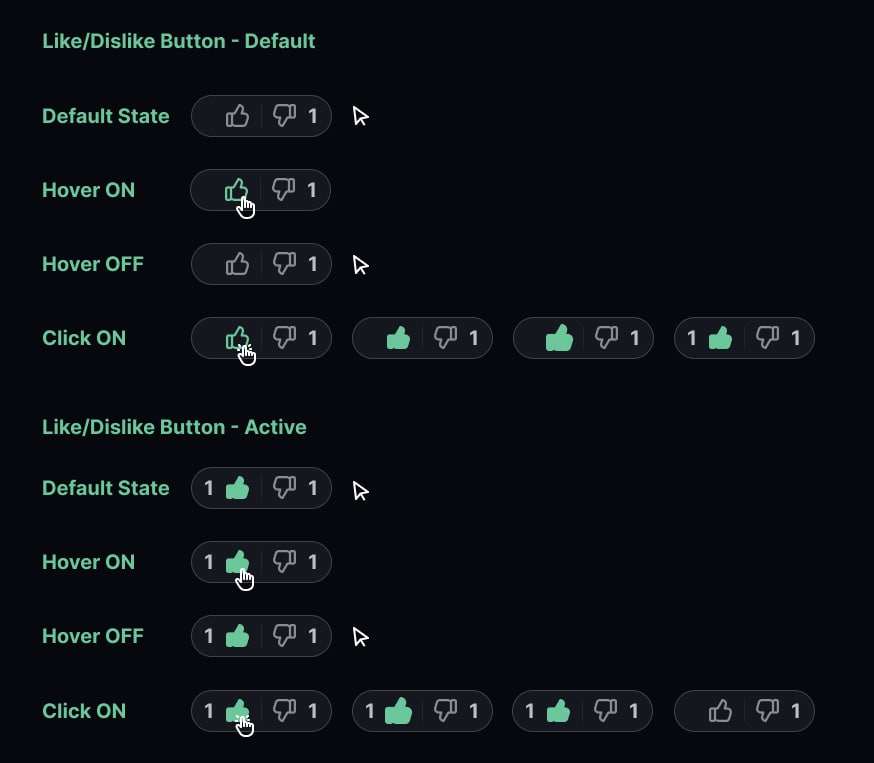 Like/Dislike Button - Default
Default State 1
Hover ON 1
Hover OFF 1
Click ON 1 1 1 1 1
Like/Dislike Button - Active
Default State 1 1
Hover ON 1 1
Hover OFF 1 1
Click ON 1 1 1 1 1 1 1